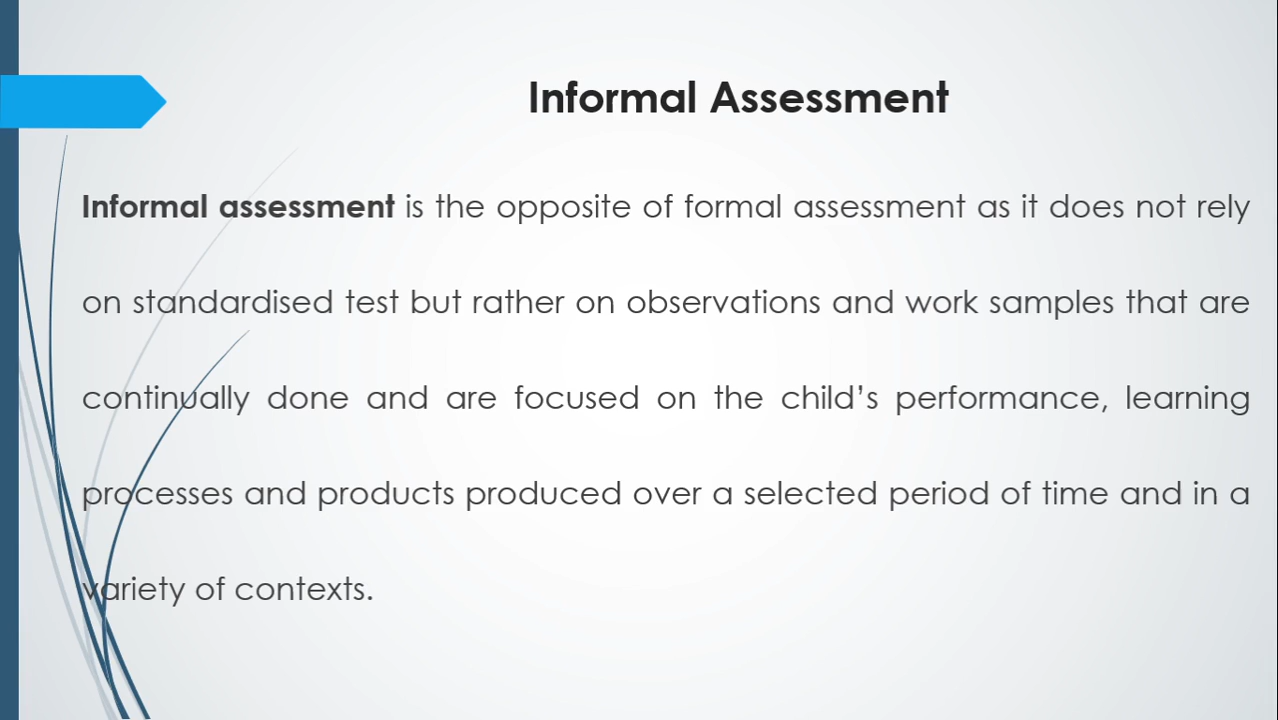 Informal Assessment
Informal assessment is the opposite of formal assessment as it does not rely
on standardised test but rather on observations and work samples that are
continually done and are focused on the child’s performance, learning
processes and products produced over a selected period of time and in a
variety of contexts.